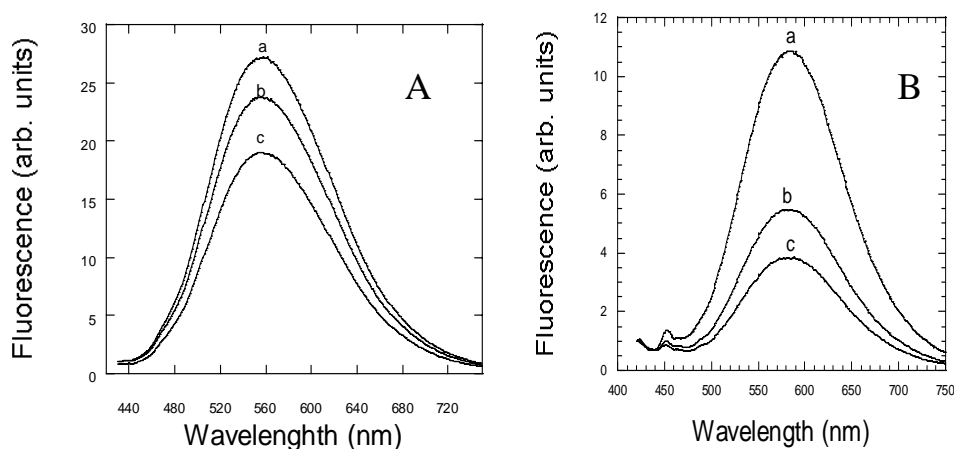 Fluorescence (arb. units)
30
25
20
15
10
5
0
a
b
c
A
440 480 520 560 600 640 680 720
Wavelenghth (nm)
Fluorescence (arb. units)
12
10
8
6
4
2
0
a
b
c
B
400 450 500 550 600 650 700 750
Wavelength (nm)